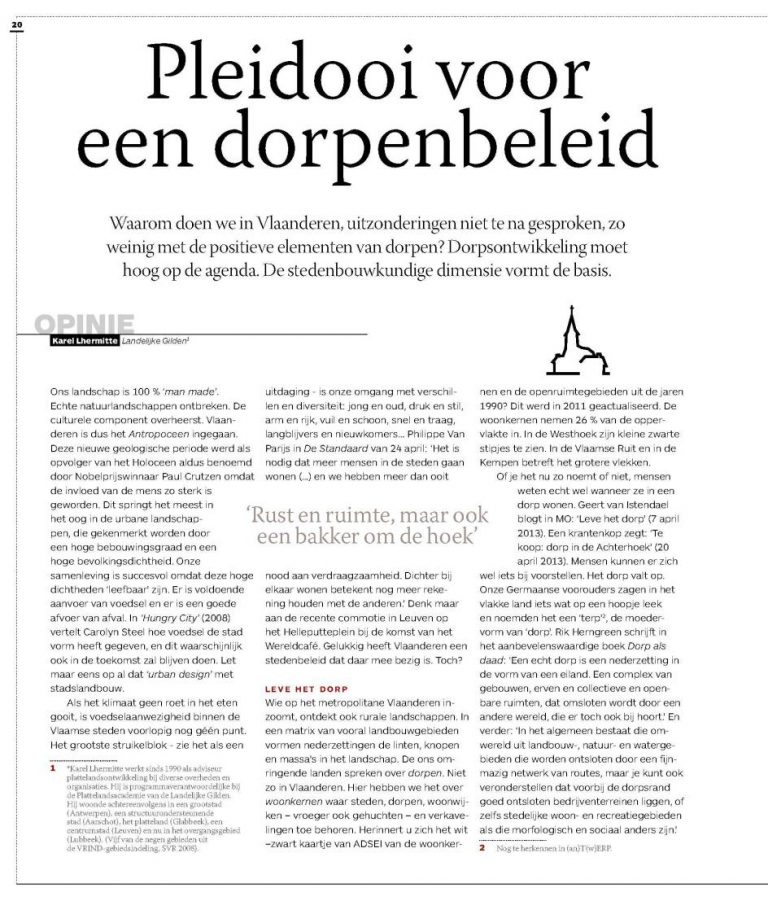 20
Pleidooi voor
een dorpenbeleid
Waarom doen we in Vlaanderen, uitzonderingen niet te na gesproken, zo
weinig met de positieve elementen van dorpen? Dorpsontwikkeling moet
hoog op de agenda. De stedenbouwkundige dimensie vormt de basis.
OPINIE
Karel Lhermitte Landelijke Gilden¹
Ons landschap is 100 % 'man made'.
Echte natuurlandschappen ontbreken. De
culturele component overheerst. Vlaan-
deren is dus het Antropoceen ingegaan.
Deze nieuwe geologische periode werd als
opvolger van het Holoceen aldus benoemd
door Nobelprijswinnaar Paul Crutzen omdat
de invloed van de mens zo sterk is
geworden. Dit springt het meest in
het oog in de urbane landschap-
pen, die gekenmerkt worden door
een hoge bebouwingsgraad en een
hoge bevolkingsdichtheid. Onze
samenleving is succesvol omdat deze hoge
dichtheden 'leefbaar' zijn. Er is voldoende
aanvoer van voedsel en er is een goede
afvoer van afval. In 'Hungry City' (2008)
vertelt Carolyn Steel hoe voedsel de stad
vorm heeft gegeven, en dit waarschijnlijk
ook in de toekomst zal blijven doen. Let
maar eens op al dat 'urban design' met
stadslandbouw.
Als het klimaat geen roet in het eten
gooit, is voedselaanwezigheid binnen de
Vlaamse steden voorlopig nog géén punt.
Het grootste struikelblok - zie het als een
1 °Karel Lhermitte werkt sinds 1990 als adviseur
plattelandsontwikkeling bij diverse overheden en
organisaties. Hij is programmaverantwoordelijke bij
de Plattelandsacademie van de Landelijke Gilden.
Hij woonde achtereenvolgens in een grootstad
(Antwerpen), een structuurondersteunende
stad (Aarschot), het platteland (Glabbeek), een
centrumstad (Leuven) en nu in het overgangsgebied
(Lubbeek). (Vijf van de negen gebieden uit
de VRIND-gebiedsindeling, SVR 2008).
uitdaging - is onze omgang met verschil-
len en diversiteit: jong en oud, druk en stil,
arm en rijk, vuil en schoon, snel en traag,
langblijvers en nieuwkomers... Philippe Van
Parijs in De Standaard van 24 april: 'Het is
nodig dat meer mensen in de steden gaan
wonen (...) en we hebben meer dan ooit
'Rust en ruimte, maar ook
een bakker om de hoek'
nood aan verdraagzaamheid. Dichter bij
elkaar wonen betekent nog meer reke-
ning houden met de anderen.' Denk maar
aan de recente commotie in Leuven op
het Helleputteplein bij de komst van het
Wereldcafé. Gelukkig heeft Vlaanderen een
stedenbeleid dat daar mee bezig is. Toch?
LEVE HET DORP
Wie op het metropolitane Vlaanderen in-
zoomt, ontdekt ook rurale landschappen. In
een matrix van vooral landbouwgebieden
vormen nederzettingen de linten, knopen
en massa's in het landschap. De ons om-
ringende landen spreken over dorpen. Niet
zo in Vlaanderen. Hier hebben we het over
woonkernen waar steden, dorpen, woonwij-
ken – vroeger ook gehuchten – en verkave-
lingen toe behoren. Herinnert u zich het wit
–zwart kaartje van ADSEI van de woonker-
nen en de openruimtegebieden uit de jaren
1990? Dit werd in 2011 geactualiseerd. De
woonkernen nemen 26 % van de opper-
vlakte in. In de Westhoek zijn kleine zwarte
stipjes te zien. In de Vlaamse Ruit en in de
Kempen betreft het grotere vlekken.
Of je het nu zo noemt of niet, mensen
weten echt wel wanneer ze in een
dorp wonen. Geert van Istendael
blogt in MO: 'Leve het dorp' (7 april
2013). Een krantenkop zegt: 'Te
koop: dorp in de Achterhoek' (20
april 2013). Mensen kunnen er zich
wel iets bij voorstellen. Het dorp valt op.
Onze Germaanse voorouders zagen in het
vlakke land iets wat op een hoopje leek
en noemden het een 'terp'², de moeder-
vorm van 'dorp'. Rik Herngreen schrijft in
het aanbevelenswaardige boek Dorp als
daad: 'Een echt dorp is een nederzetting in
de vorm van een eiland. Een complex van
gebouwen, erven en collectieve en open-
bare ruimten, dat omsloten wordt door een
andere wereld, die er toch ook bij hoort.' En
verder: 'In het algemeen bestaat die om-
wereld uit landbouw-, natuur- en waterge-
bieden die worden ontsloten door een fijn-
mazig netwerk van routes, maar je kunt ook
veronderstellen dat voorbij de dorpsrand
goed ontsloten bedrijventerreinen liggen, of
zelfs stedelijke woon- en recreatiegebieden
als die morfologisch en sociaal anders zijn.'
2 Nog te herkennen in (an)T(w)ERP.